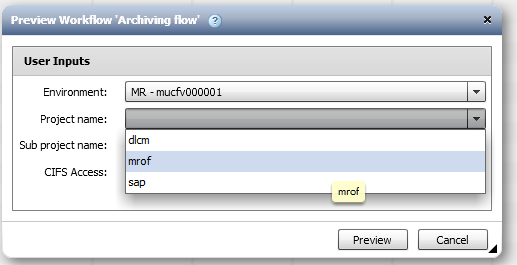 Preview Workflow 'Archiving flow' ?
User Inputs
Environment: MR - mucfv000001
Project name:
dlcm
Sub project name:
mrof
CIFS Access:
sap
mrof
Preview Cancel